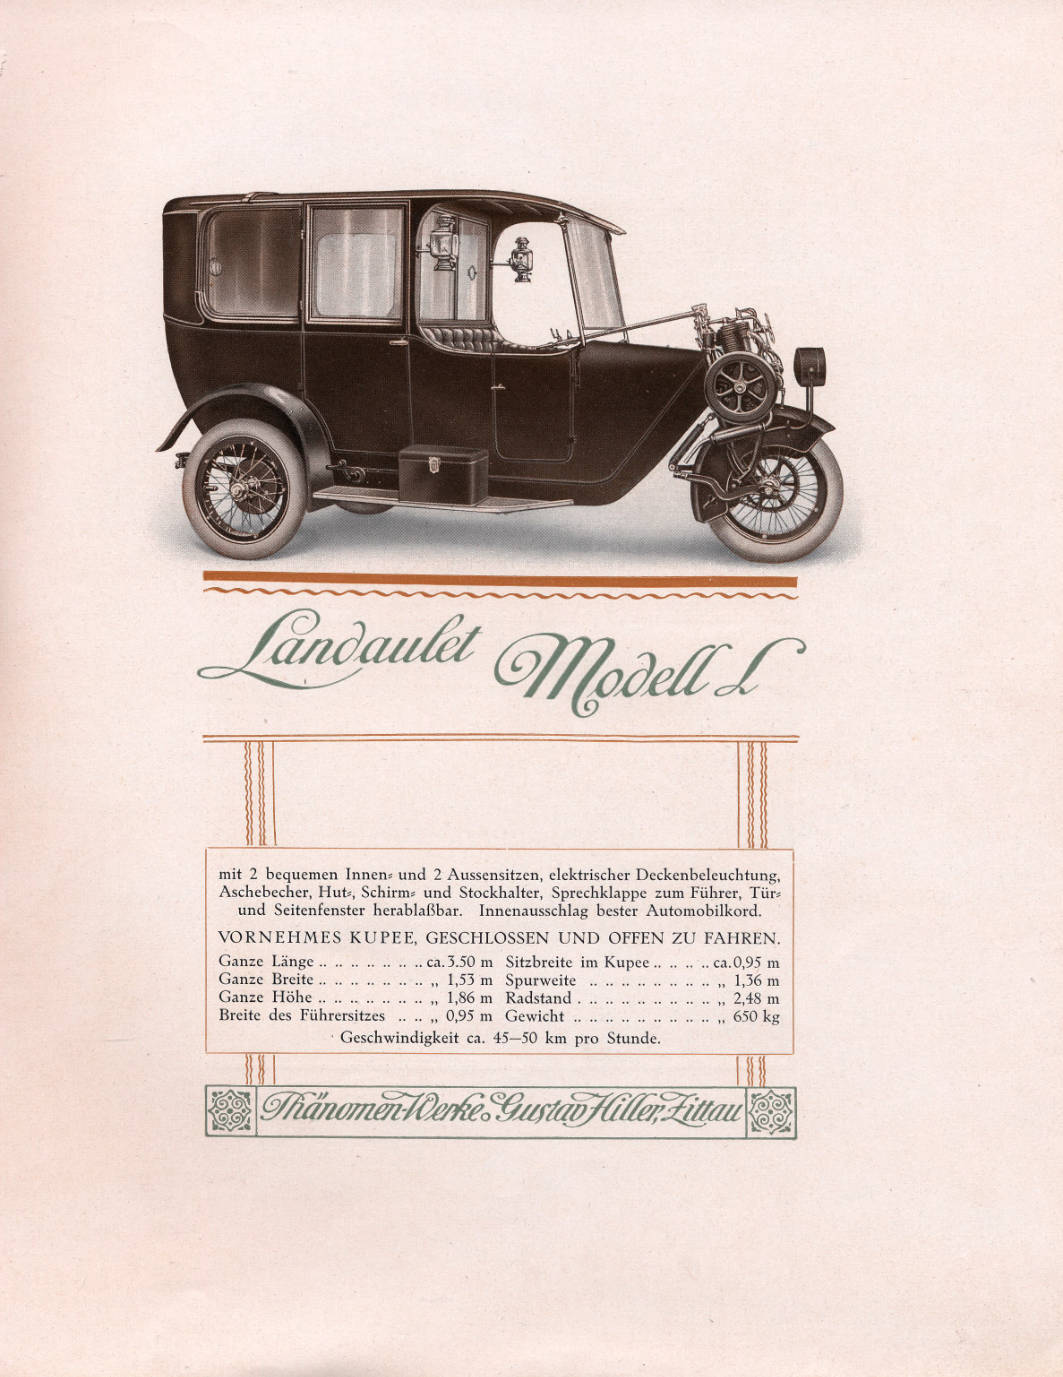 Landaulet Modell L
mit 2 bequemen Innen= und 2 Aussensitzen, elektrischer Deckenbeleuchtung,
Aschebecher, Hut=, Schirm= und Stockhalter, Sprechklappe zum Führer, Tür=
und Seitenfenster herablaßbar. Innenausschlag bester Automobilkord.
VORNEHMES KUPEE, GESCHLOSSEN UND OFFEN ZU FAHREN.
Ganze Länge .. .. .. .. .. .. .. ca. 3.50 m Sitzbreite im Kupee .. .. .. .. ca. 0,95 m
Ganze Breite .. .. .. .. .. .. .. „ 1,53 m Spurweite .. .. .. .. .. .. .. .. „ 1,36 m
Ganze Höhe .. .. .. .. .. .. .. „ 1,86 m Radstand . .. .. .. .. .. .. .. .. „ 2,48 m
Breite des Führersitzes .. .. „ 0,95 m Gewicht .. .. .. .. .. .. .. .. .. „ 650 kg
Geschwindigkeit ca. 45—50 km pro Stunde.
Phänomen-Werke. Gustav Hiller, Zittau